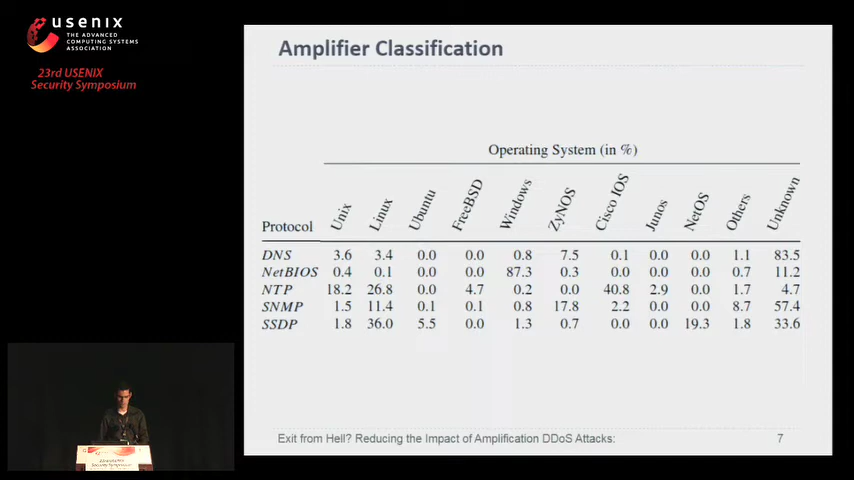 usenix
THE ADVANCED
COMPUTING SYSTEMS
ASSOCIATION
23rd USENIX
Security Symposium
Amplifier Classification
Operating System (in %)
Protocol Unix Linux Ubuntu FreeBSD Windows ZyNOS Cisco IOS Junos NetOS Others Unknown
DNS 3.6 3.4 0.0 0.0 0.8 7.5 0.1 0.0 0.0 1.1 83.5
NetBIOS 0.4 0.1 0.0 0.0 87.3 0.3 0.0 0.0 0.0 0.7 11.2
NTP 18.2 26.8 0.0 4.7 0.2 0.0 40.8 2.9 0.0 1.7 4.7
SNMP 1.5 11.4 0.1 0.1 0.8 17.8 2.2 0.0 0.0 8.7 57.4
SSDP 1.8 36.0 5.5 0.0 1.3 0.7 0.0 0.0 19.3 1.8 33.6
Exit from Hell? Reducing the Impact of Amplification DDoS Attacks: 7